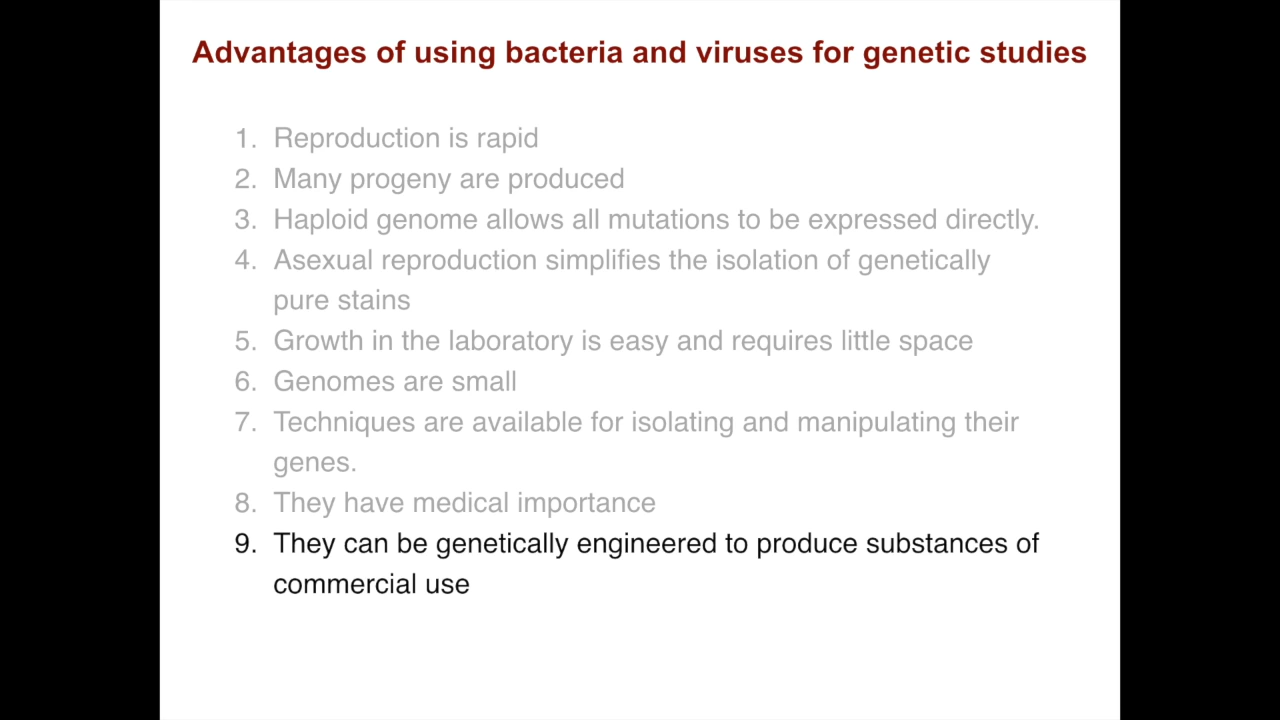 Advantages of using bacteria and viruses for genetic studies
1. Reproduction is rapid
2. Many progeny are produced
3. Haploid genome allows all mutations to be expressed directly.
4. Asexual reproduction simplifies the isolation of genetically
pure stains
5. Growth in the laboratory is easy and requires little space
6. Genomes are small
7. Techniques are available for isolating and manipulating their
genes.
8. They have medical importance
9. They can be genetically engineered to produce substances of
commercial use